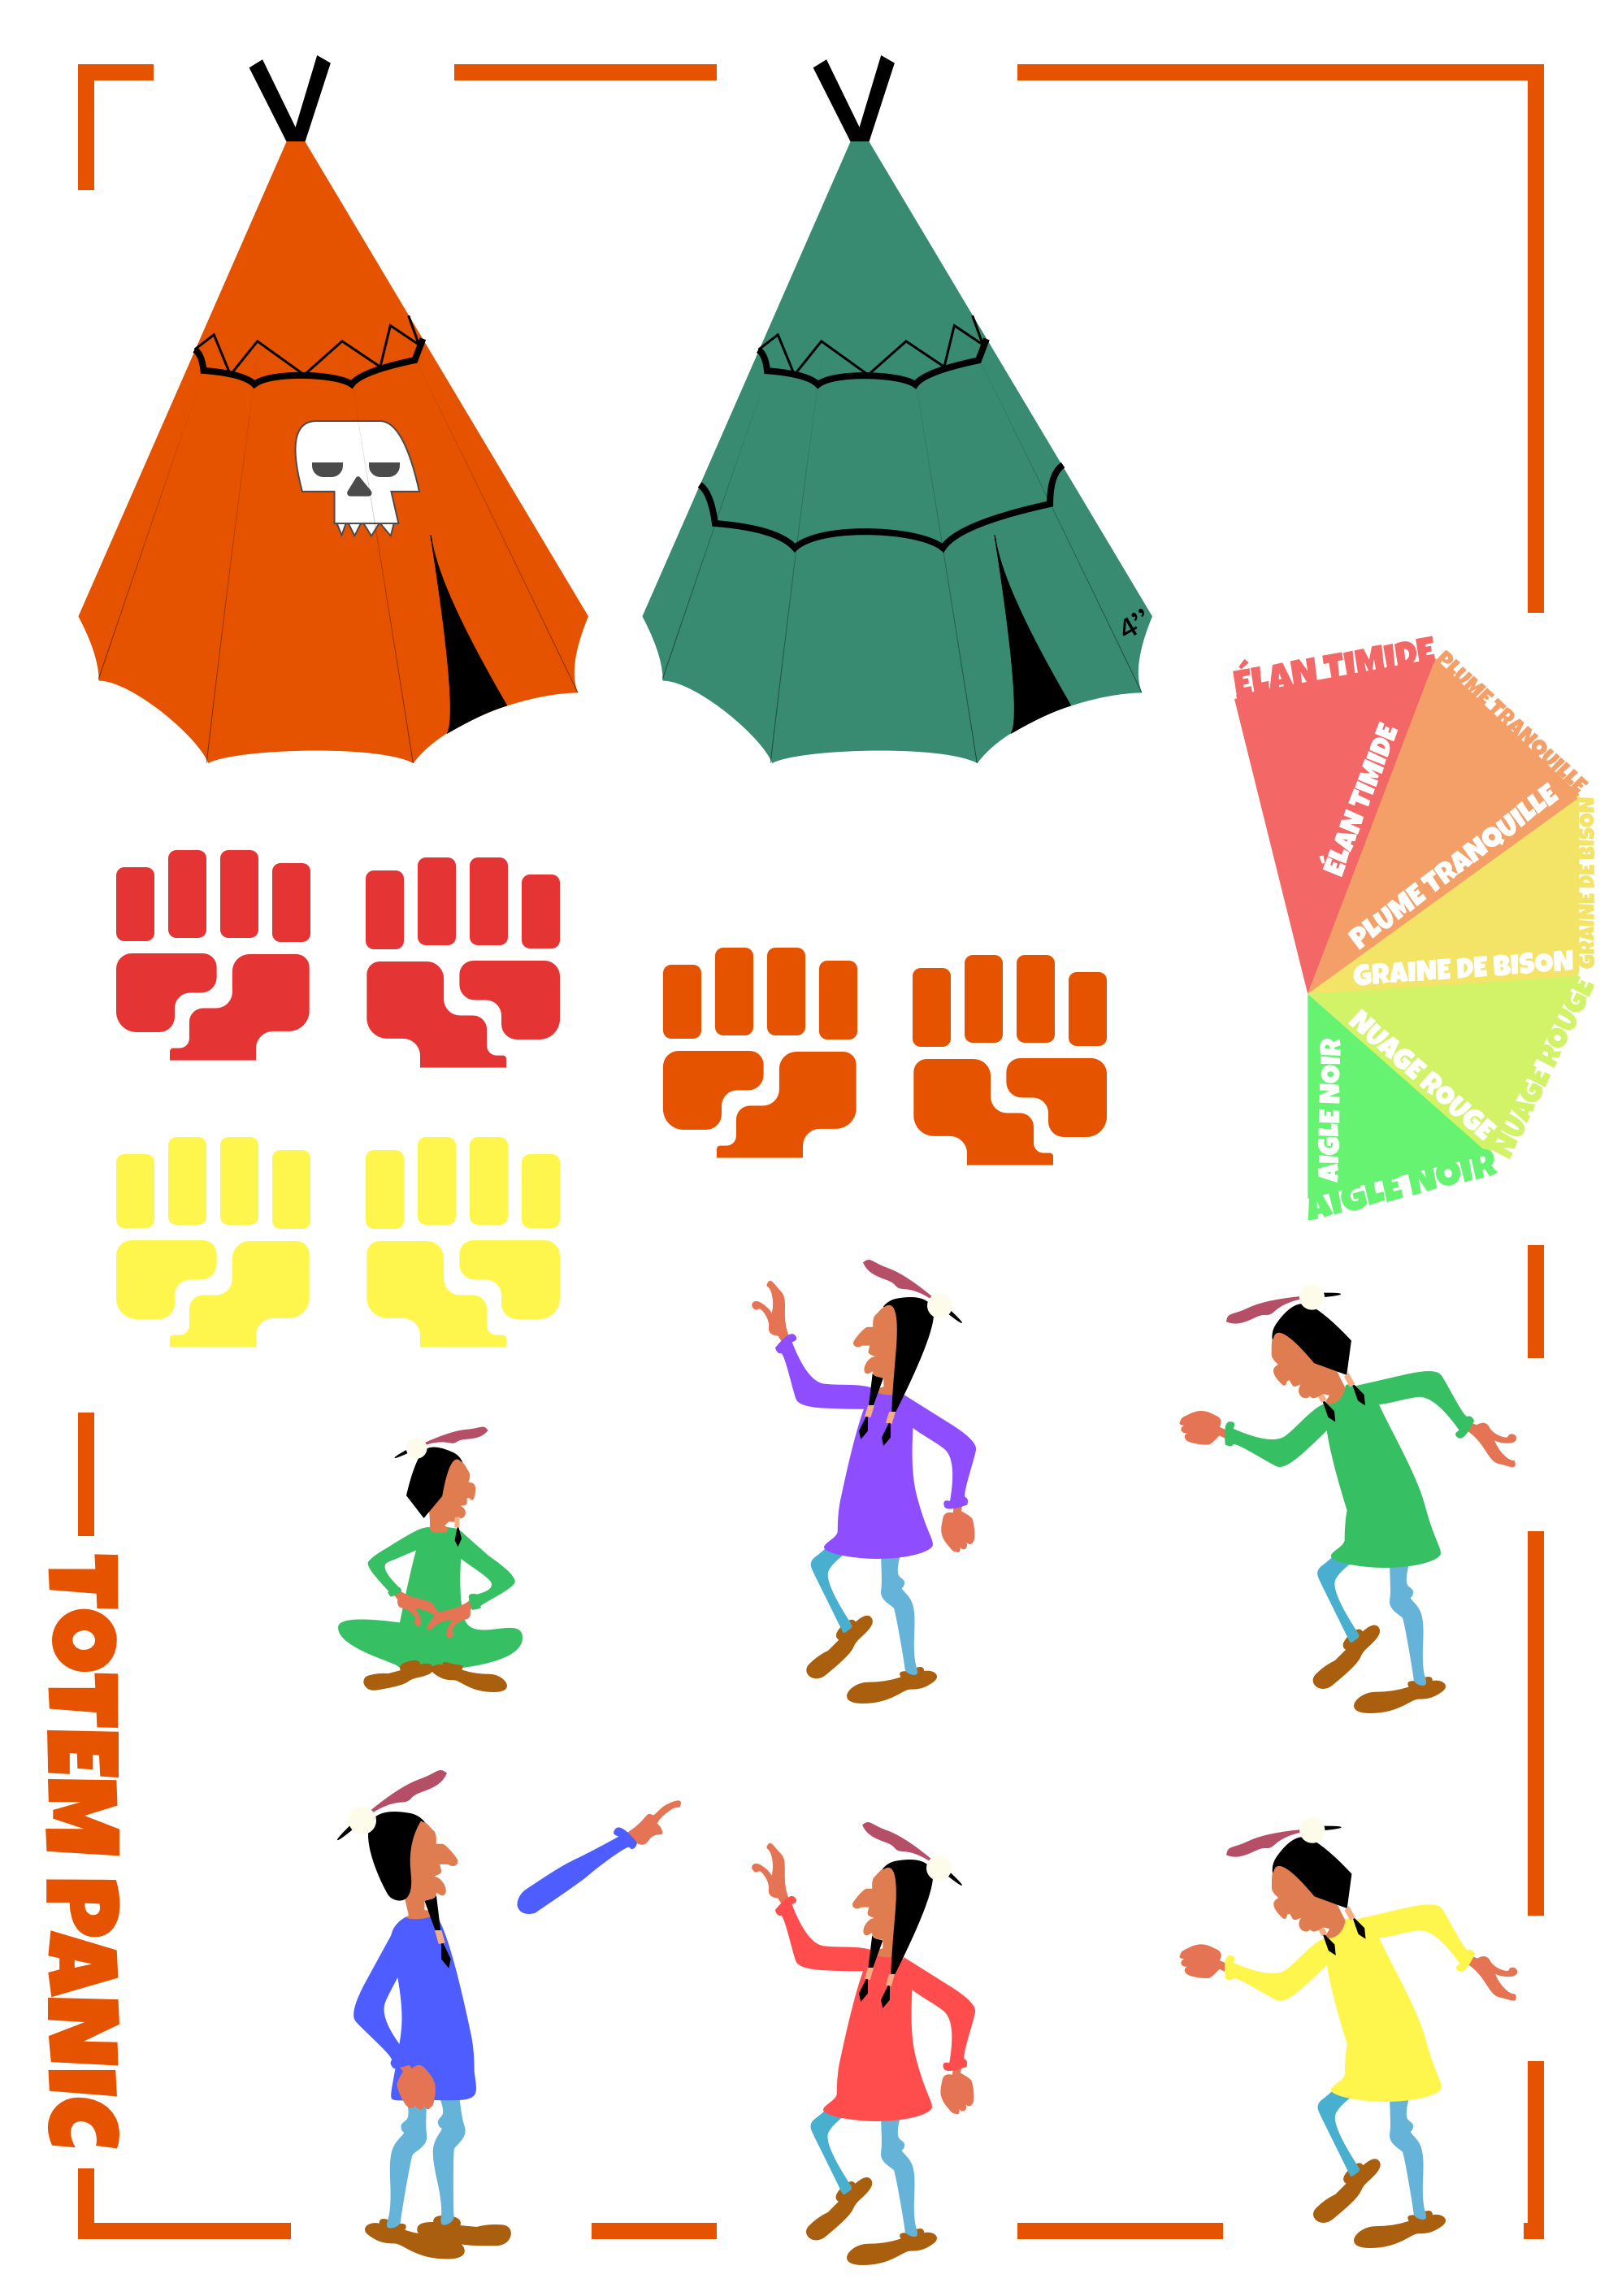 4’’
ÉLAN TIMIDE
PLUME TRANQUILLE
ÉLAN TIMIDE
PLUME TRANQUILLE
GRAINE DE BISON
GRAINE DE BISON
NUAGE ROUGE
NUAGE ROUGE
AIGLE NOIR
AIGLE NOIR
TOTEM PANIC